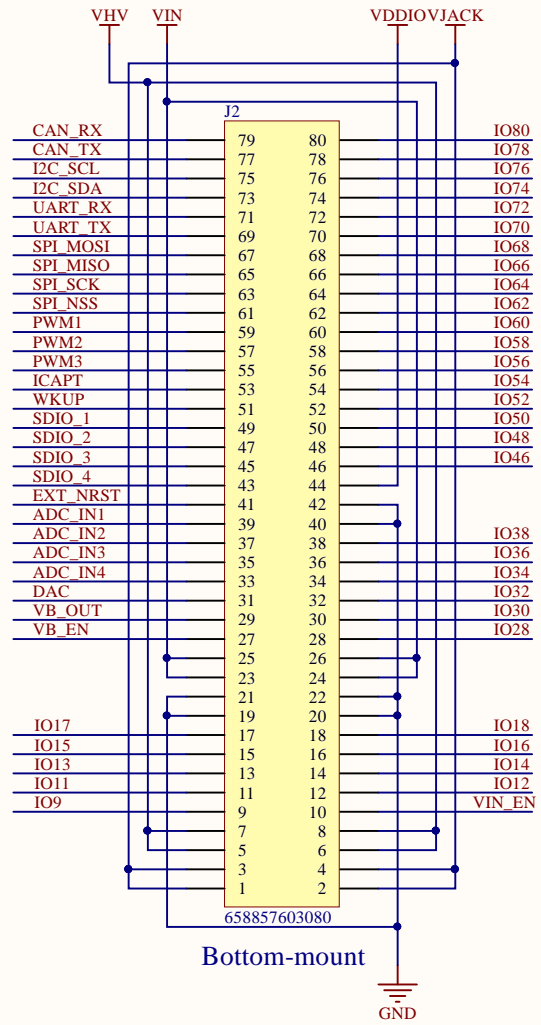 VHV VIN VDDIO VJACK
J2
CAN_RX 79 80 IO80
CAN_TX 77 78 IO78
I2C_SCL 75 76 IO76
I2C_SDA 73 74 IO74
UART_RX 71 72 IO72
UART_TX 69 70 IO70
SPI_MOSI 67 68 IO68
SPI_MISO 65 66 IO66
SPI_SCK 63 64 IO64
SPI_NSS 61 62 IO62
PWM1 59 60 IO60
PWM2 57 58 IO58
PWM3 55 56 IO56
ICAPT 53 54 IO54
WKUP 51 52 IO52
SDIO_1 49 50 IO50
SDIO_2 47 48 IO48
SDIO_3 45 46 IO46
SDIO_4 43 44
EXT_NRST 41 42
ADC_IN1 39 40
ADC_IN2 37 38 IO38
ADC_IN3 35 36 IO36
ADC_IN4 33 34 IO34
DAC 31 32 IO32
VB_OUT 29 30 IO30
VB_EN 27 28 IO28
25 26
23 24
21 22
19 20
IO17 17 18 IO18
IO15 15 16 IO16
IO13 13 14 IO14
IO11 11 12 IO12
IO9 9 10 VIN_EN
7 8
5 6
3 4
1 2
658857603080
Bottom-mount
GND